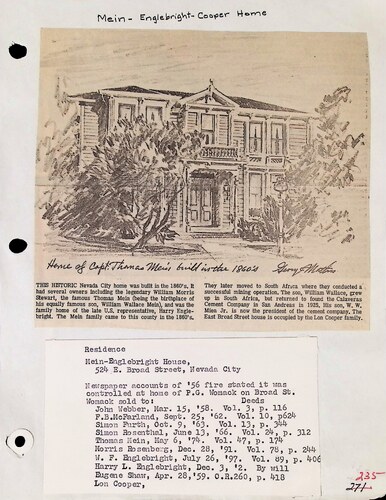 Mein - Englebright - Cooper Home
Home of Capt. Thomas Mein built in the 1860's
THIS HISTORIC Nevada City home was built in the 1860's. It
had several owners including the legendary William Morris
Stewart, the famous Thomas Mein (being the birthplace of
his equally famous son, William Wallace Mein), and was the
family home of the late U.S. representative, Harry Engle-
bright. The Mein family came to this county in the 1860's.
They later moved to South Africa where they conducted a
successful mining operation. The son, William Wallace, grew
up in South Africa, but returned to found the Calaveras
Cement Company in San Andreas in 1925. His son, W. W.
Mien Jr. is now the president of the cement company. The
East Broad Street house is occupied by the Lon Cooper family.
Residence
Mein-Englebright House,
524 E. Broad Street, Nevada City
Newspaper accounts of '56 fire stated it was
controlled at home of P.G. Womack on Broad St.
Womack sold to: Deeds
John Webber, Mar. 15, '58. Vol. 3, p. 116
P.B.McFarland, Sept. 25, '62. Vol. 10, p624
Simon Furth, Oct. 9, '63. Vol. 13, p. 344
Simon Rosenthal, June 13, '66. Vol. 24, p. 312
Thomas Mein, May 6, '74. Vol. 47, p. 174
Morris Rosenberg, Dec. 28, '91. Vol. 78, p. 244
W. F. Englebright, July 26, '97. Vol. 89, p. 406
Harry L. Englebright, Dec. 3, '2. By will
Eugene Shaw, Apr. 28,'59. O.R.260, p. 418
Lon Cooper,
235
271